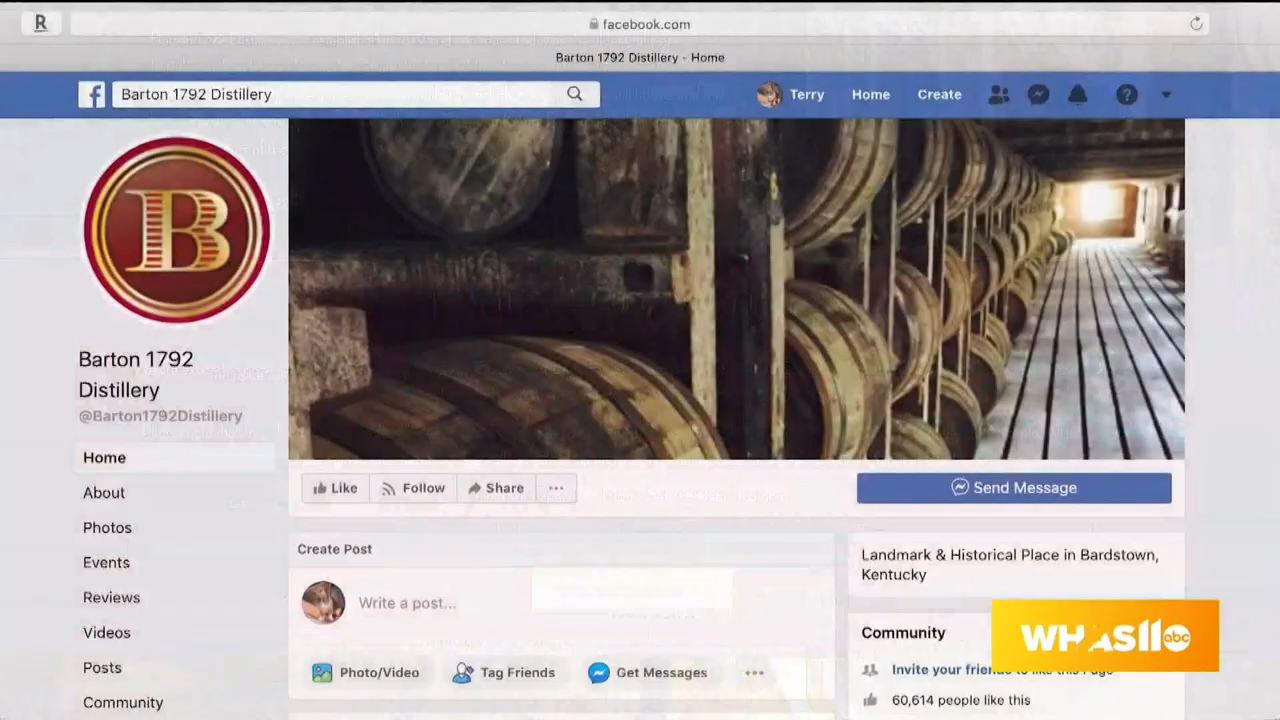 R
facebook.com
Barton 1792 Distillery - Home
f
Barton 1792 Distillery
Terry
Home
Create
?
B
Barton 1792
Distillery
@Barton1792Distillery
Home
About
Photos
Events
Reviews
Videos
Posts
Community
Like
Follow
Share
Send Message
Create Post
Write a post...
Photo/Video
Tag Friends
Get Messages
Landmark & Historical Place in Bardstown,
Kentucky
Community
Invite your friends to like this Page
60,614 people like this
WHAS11 abc